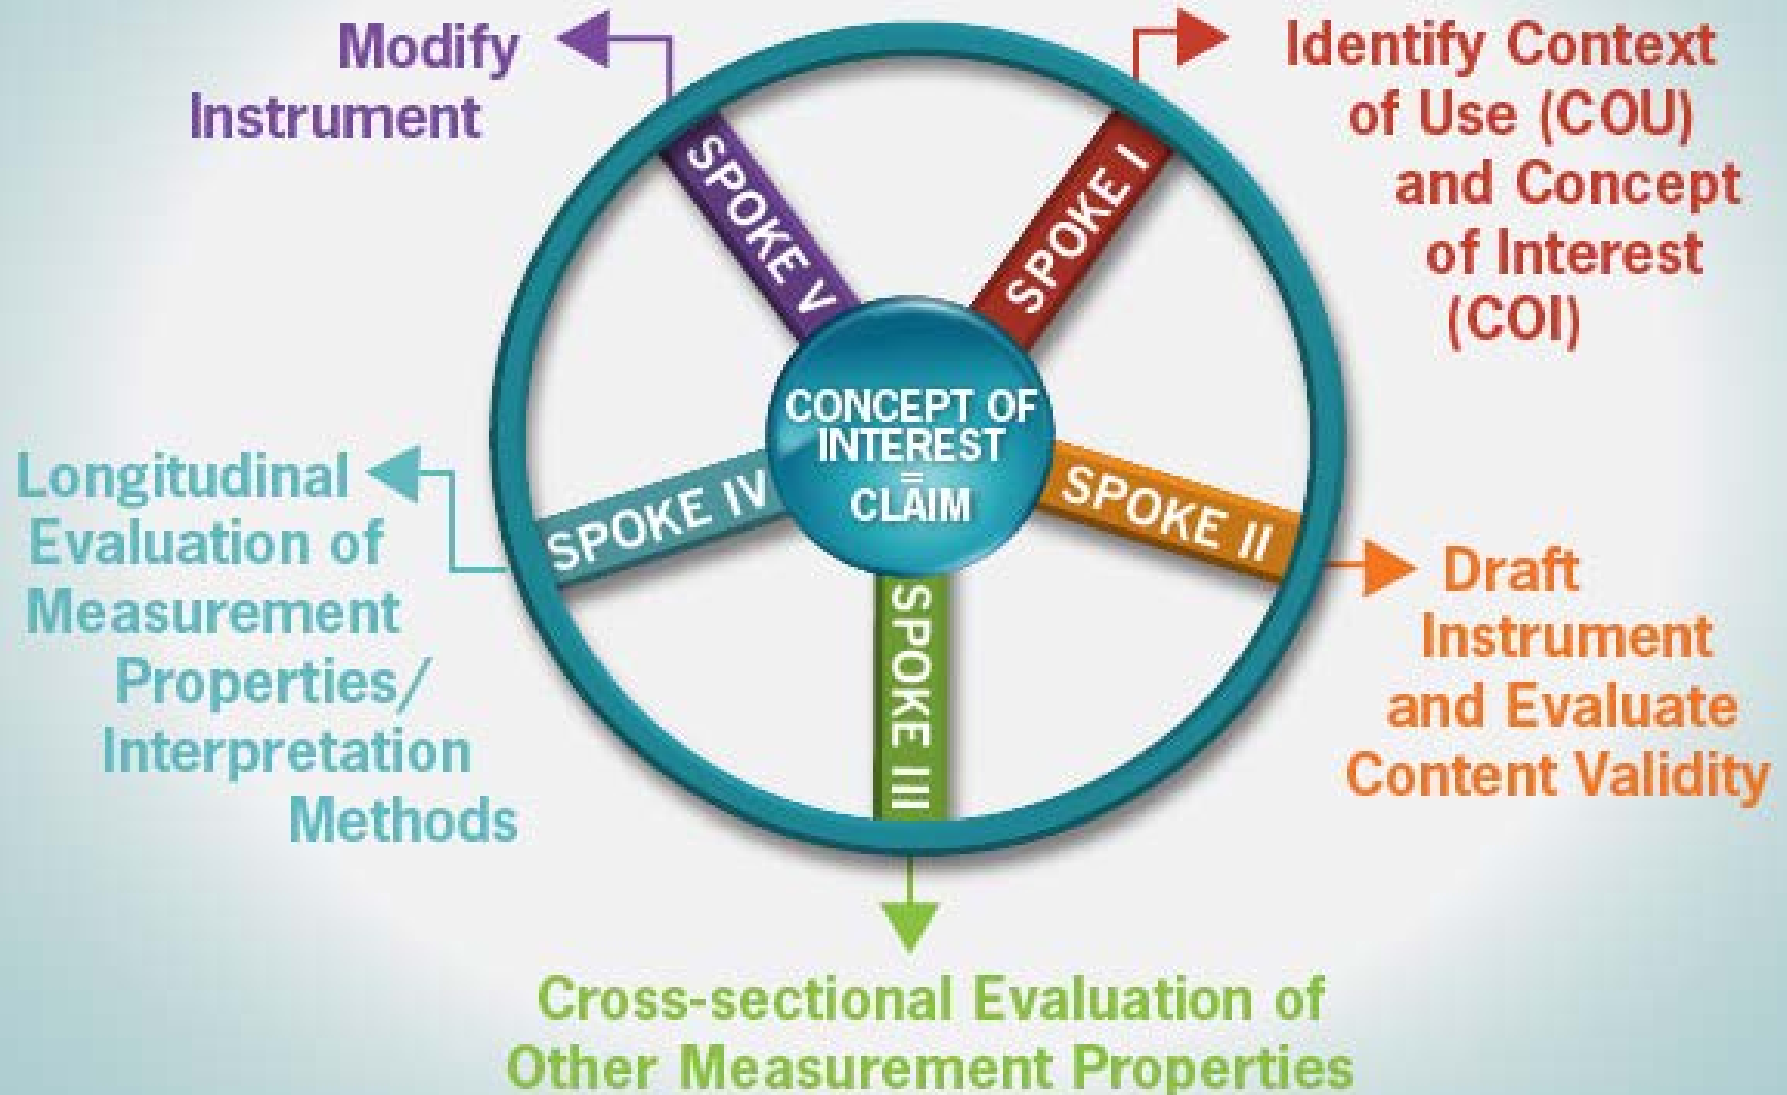 Modify
Instrument
SPOKE V
Identify Context
of Use (COU)
and Concept
of Interest
(COI)
SPOKE I
CONCEPT OF
INTEREST
=
CLAIM
SPOKE II
Draft
Instrument
and Evaluate
Content Validity
SPOKE III
Cross-sectional Evaluation of
Other Measurement Properties
SPOKE IV
Longitudinal
Evaluation of
Measurement
Properties/
Interpretation
Methods